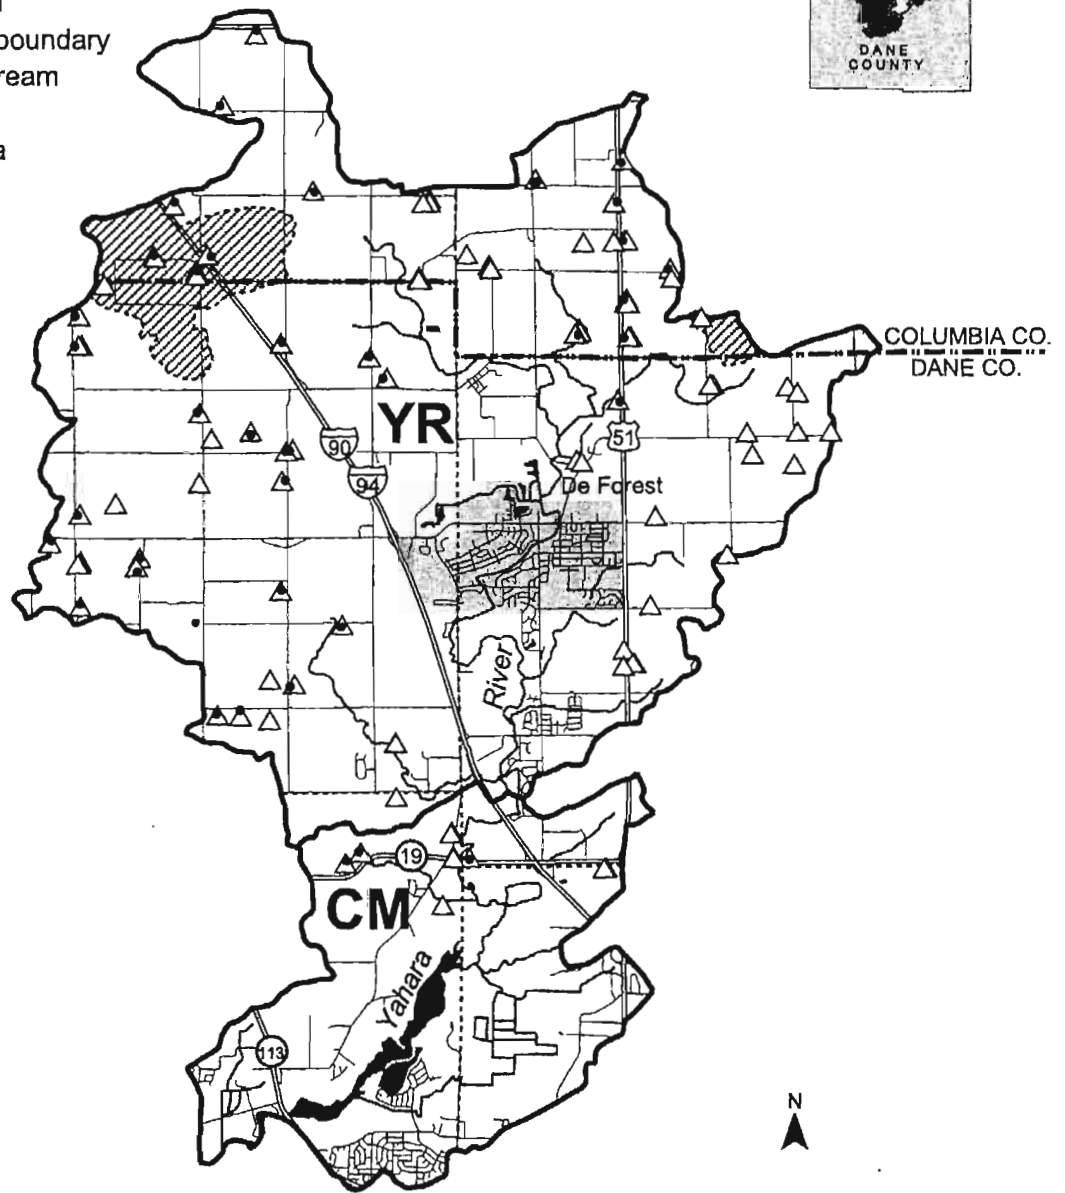 boundary
ream
a
DANE
COUNTY
COLUMBIA CO.
DANE CO.
YR
90
94
51
De Forest
River
19
CM
Yahara
113
N